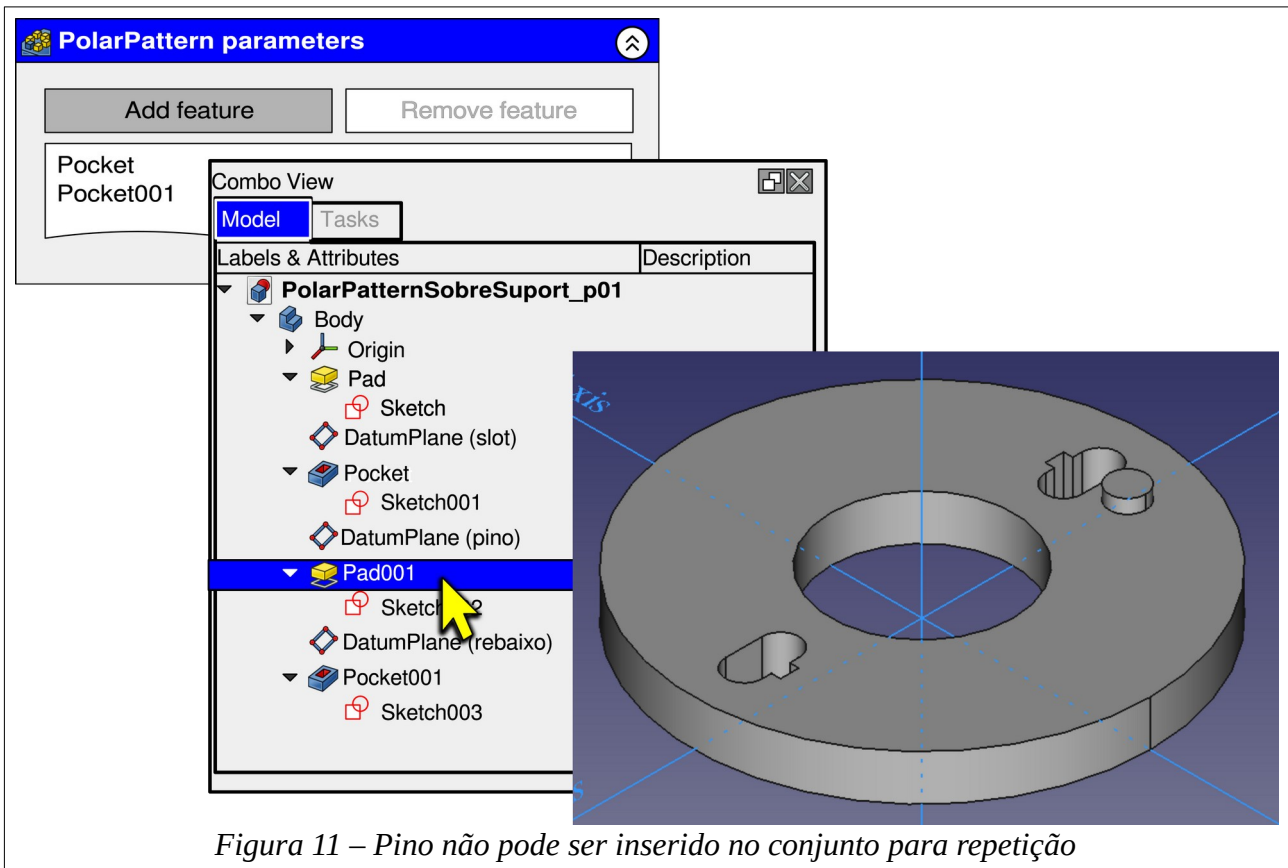 PolarPattern parameters
Add feature
Remove feature
Pocket
Pocket001
Combo View
Model
Tasks
Labels & Attributes
Description
PolarPatternSobreSuport_p01
Body
Origin
Pad
Sketch
DatumPlane (slot)
Pocket
Sketch001
DatumPlane (pino)
Pad001
DatumPlane (rebaixo)
Pocket001
Sketch003
xis
s
Figura 11 – Pino não pode ser inserido no conjunto para repetição